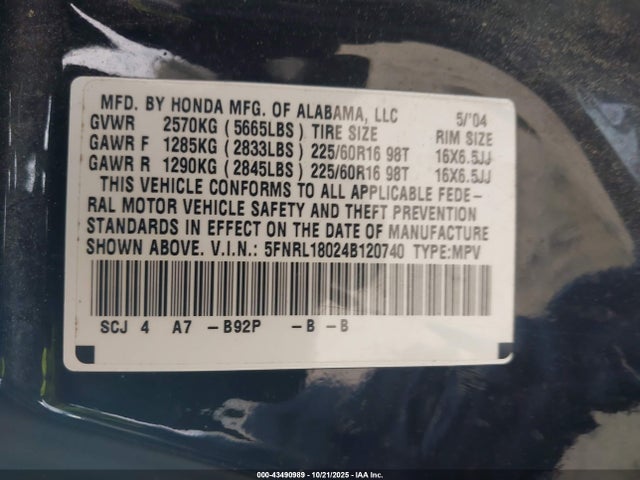 MFD. BY HONDA MFG. OF ALABAMA, LLC 5/'04
GVWR 2570KG (5665LBS) TIRE SIZE RIM SIZE
GAWR F 1285KG (2833LBS) 225/60R16 98T 16X6.5JJ
GAWR R 1290KG (2845LBS) 225/60R16 98T 16X6.5JJ
THIS VEHICLE CONFORMS TO ALL APPLICABLE FEDE-
RAL MOTOR VEHICLE SAFETY AND THEFT PREVENTION
STANDARDS IN EFFECT ON THE DATE OF MANUFACTURE
SHOWN ABOVE. V.I.N.: 5FNRL18024B120740 TYPE:MPV
SCJ 4 A7 -B92P -B -B
000-43490989 | 10/21/2025 | IAA Inc.